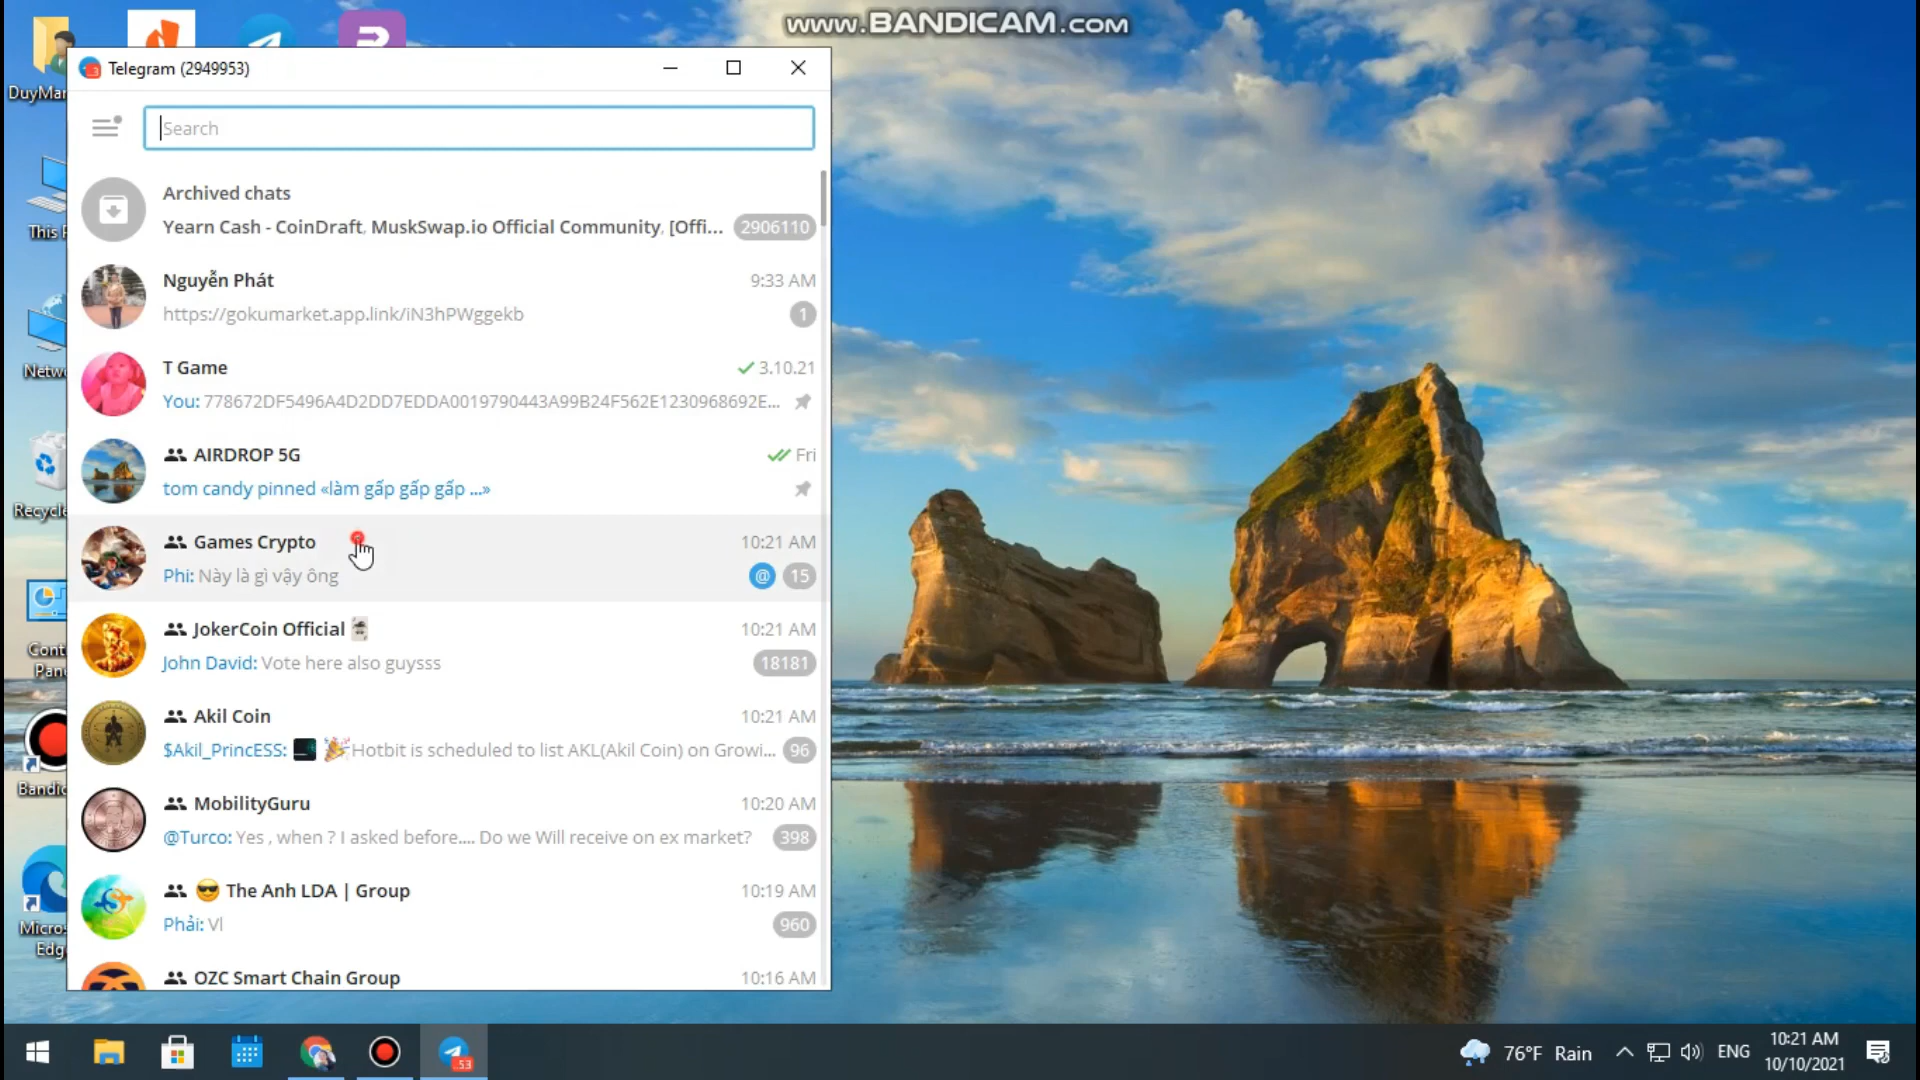 www.BANDICAM.com
Telegram (2949953)
DuyMar
Search
Archived chats
Yearn Cash - CoinDraft, MuskSwap.io Official Community, [Offi... 2906110
This
Nguyễn Phát 9:33 AM
https://gokumarket.app.link/iN3hPWggekb 1
T Game 3.10.21
Netw
You: 778672DF5496A4D2DD7EDDA0019790443A99B24F562E1230968692E...
AIRDROP 5G Fri
tom candy pinned «làm gấp gấp gấp ...»
Recycle
Games Crypto 10:21 AM
Phi: Này là gì vậy ông @ 15
JokerCoin Official 10:21 AM
Cont
Pan
John David: Vote here also guysss 18181
Akil Coin 10:21 AM
$Akil_PrincESS: Hotbit is scheduled to list AKL(Akil Coin) on Growi... 96
Bandic
MobilityGuru 10:20 AM
@Turco: Yes , when ? I asked before.... Do we Will receive on ex market? 398
The Anh LDA | Group 10:19 AM
Phải: Vl 960
Micros
Edg
OZC Smart Chain Group 10:16 AM
53
76°F Rain
ENG
10:21 AM
10/10/2021